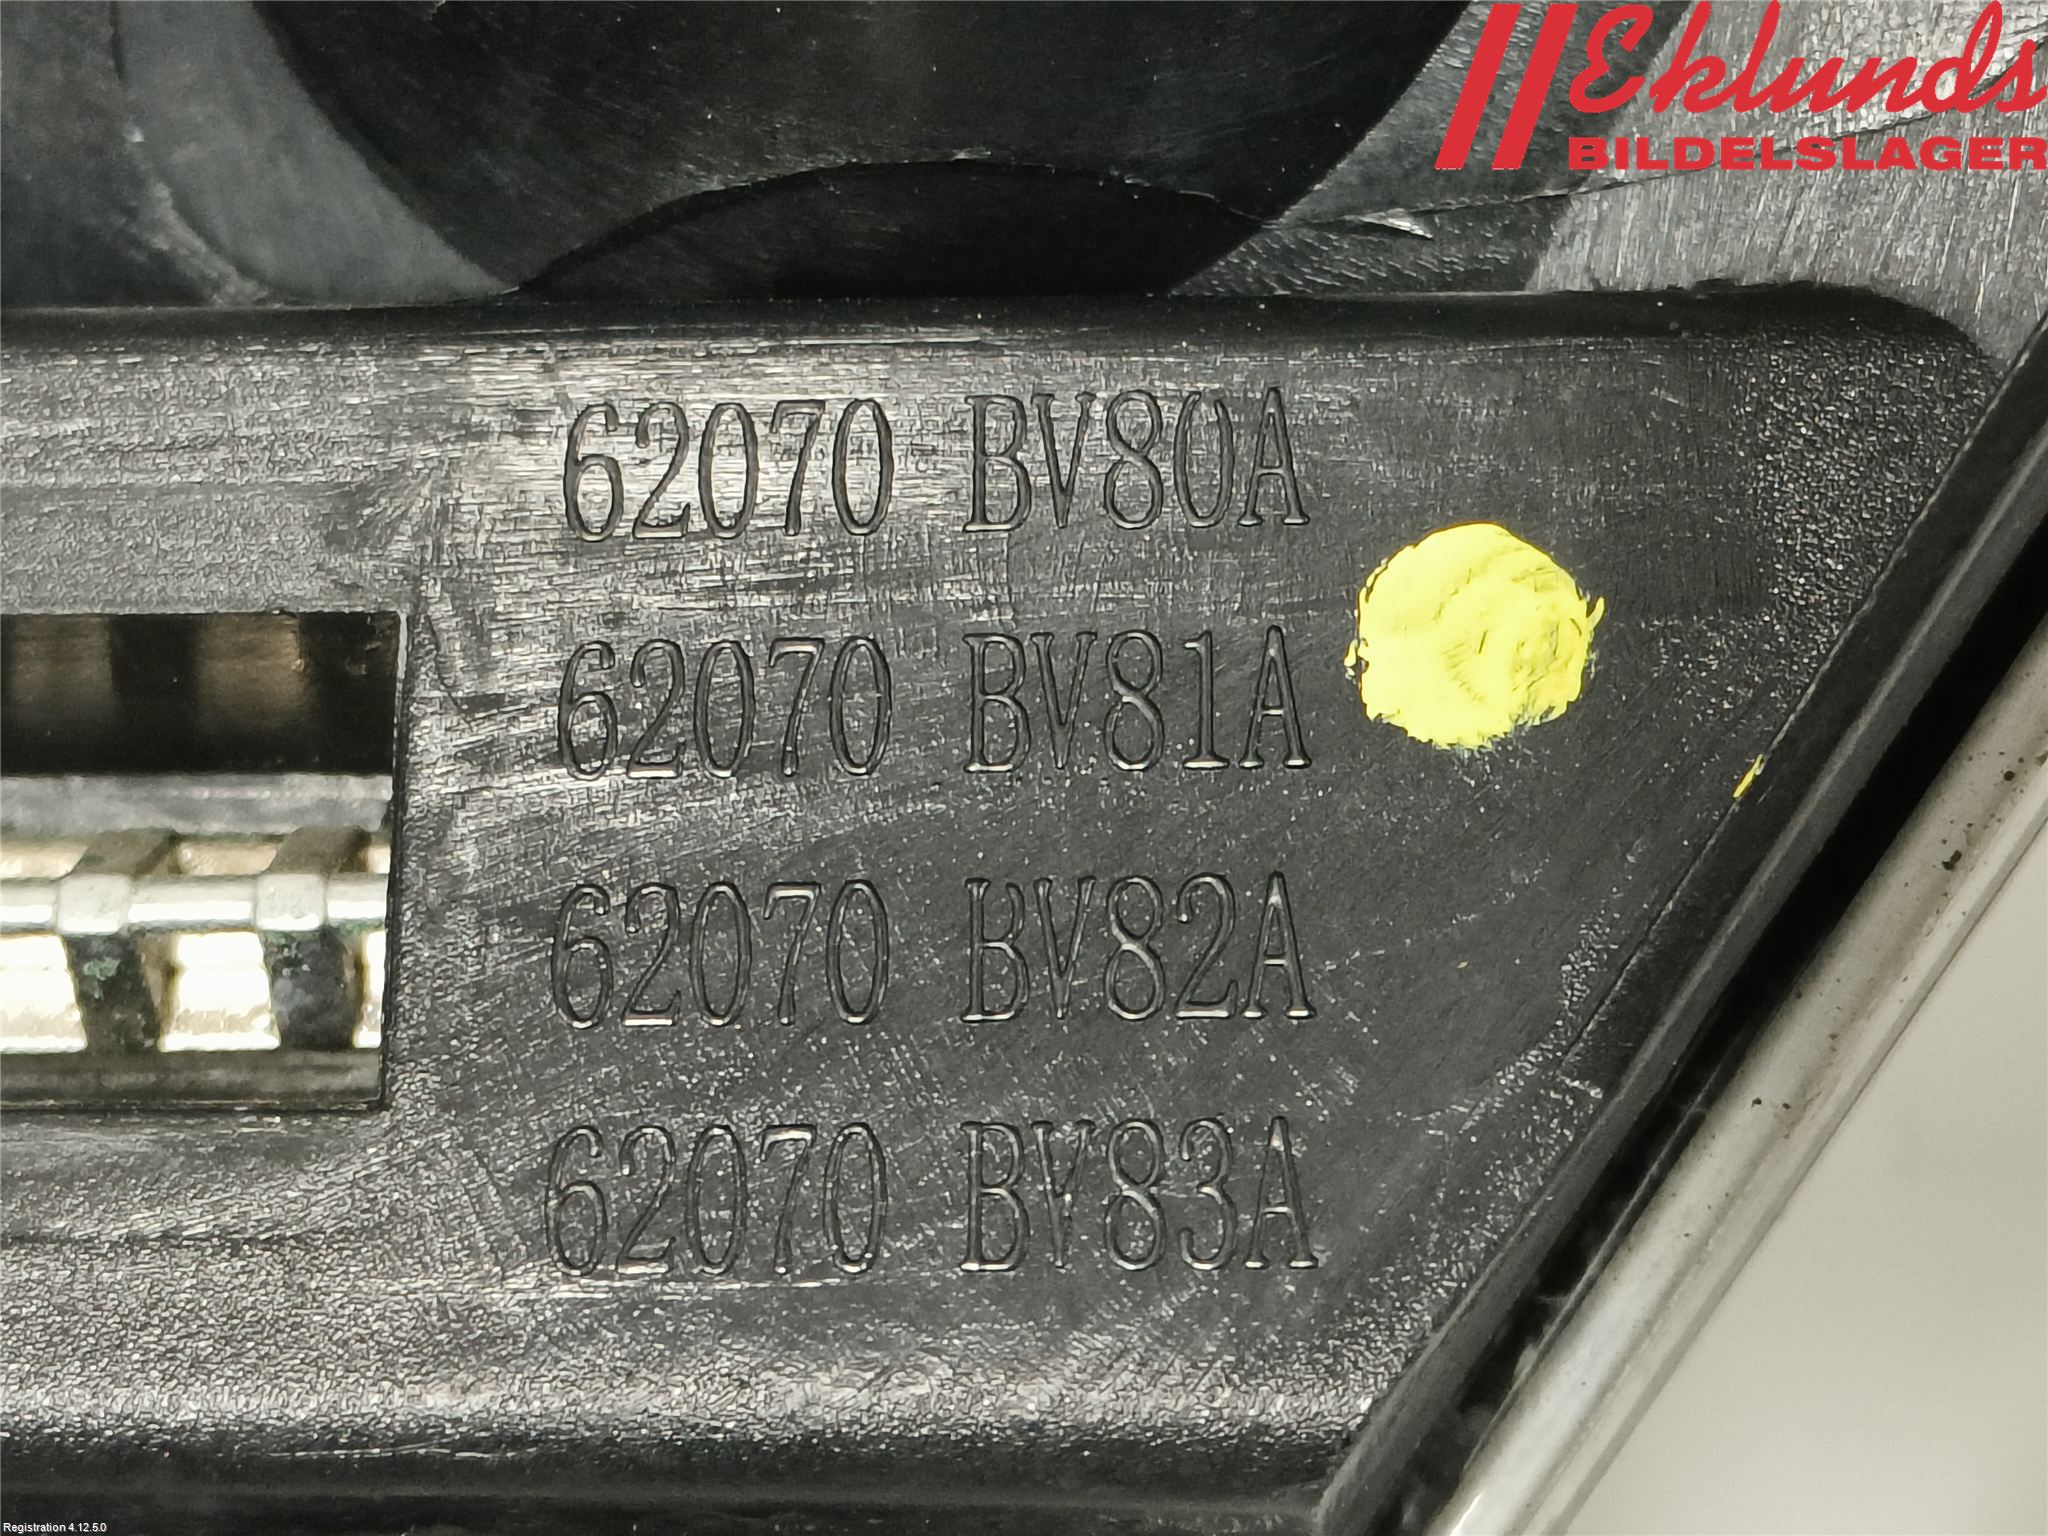 Eklunds
BILDELSLAGER
62070 BV80A
62070 BV81A
62070 BV82A
62070 BV83A
Registration 4.12.5.0